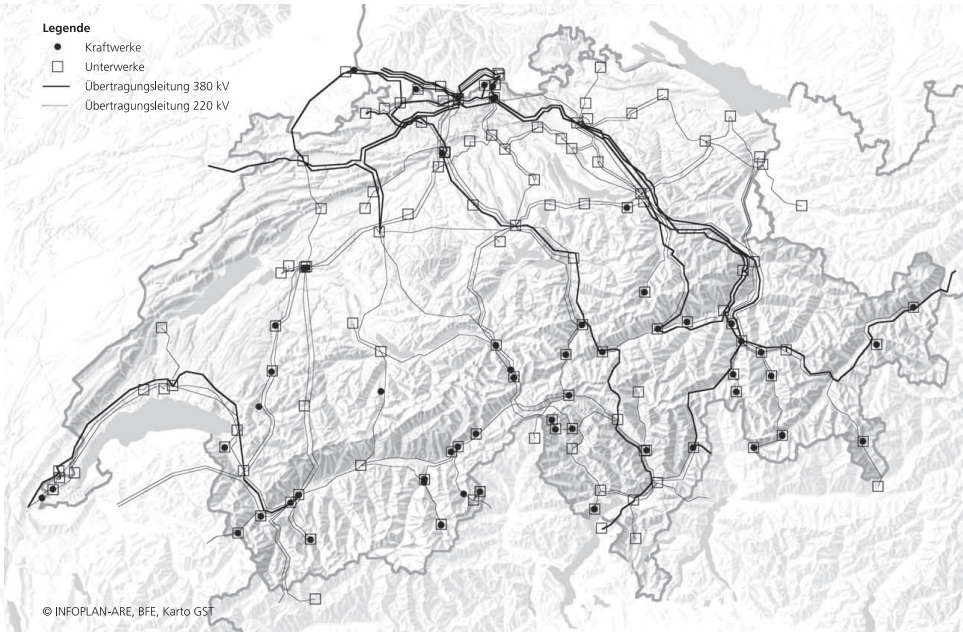 Legende
Kraftwerke
Unterwerke
Übertragungsleitung 380 kV
Übertragungsleitung 220 kV
© INFOPLAN-ARE, BFE, Karto GST